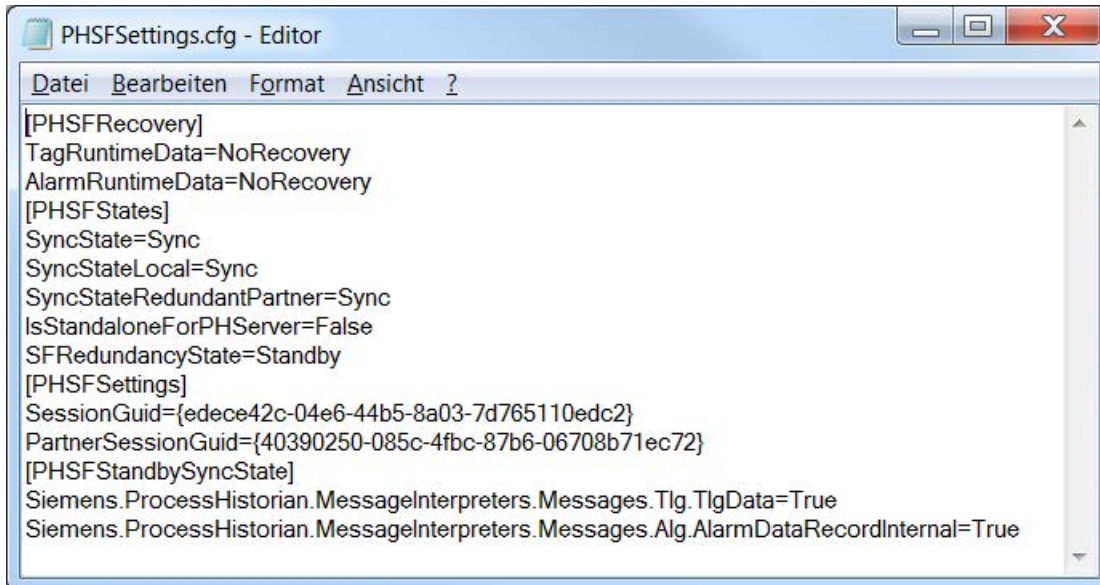 PHSFSettings.cfg - Editor
Datei Bearbeiten Format Ansicht ?
[PHSFRecovery]
TagRuntimeData=NoRecovery
AlarmRuntimeData=NoRecovery
[PHSFStates]
SyncState=Sync
SyncStateLocal=Sync
SyncStateRedundantPartner=Sync
IsStandaloneForPHServer=False
SFRedundancyState=Standby
[PHSFSettings]
SessionGuid={edece42c-04e6-44b5-8a03-7d765110edc2}
PartnerSessionGuid={40390250-085c-4fbc-87b6-06708b71ec72}
[PHSFStandbySyncState]
Siemens.ProcessHistorian.MessageInterpreters.Messages.Tlg.TlgData=True
Siemens.ProcessHistorian.MessageInterpreters.Messages.Alg.AlarmDataRecordInternal=True